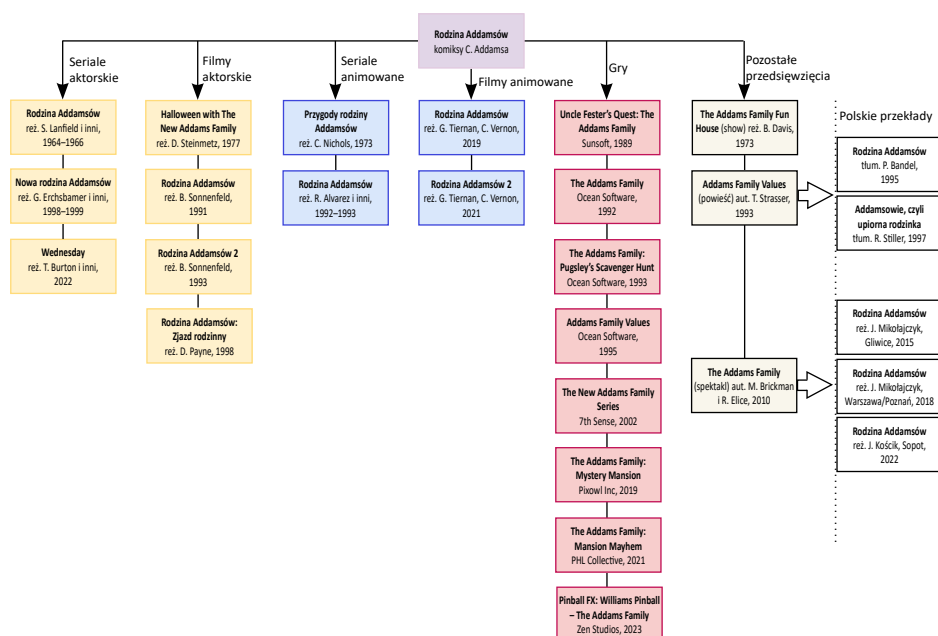 Rodzina Addamsów
komiksy C. Addamsa
Seriale
aktorskie
Filmy
aktorskie
Seriale
animowane
Filmy animowane
Gry
Pozostałe
przedsięwzięcia
Rodzina Addamsów
reż. S. Lanfield i inni,
1964–1966
Nowa rodzina Addamsów
reż. G. Erchsbamer i inni,
1998–1999
Wednesday
reż. T. Burton i inni,
2022
Halloween with The
New Addams Family
reż. D. Steinmetz, 1977
Rodzina Addamsów
reż. B. Sonnenfeld,
1991
Rodzina Addamsów 2
reż. B. Sonnenfeld,
1993
Rodzina Addamsów:
Zjazd rodzinny
reż. D. Payne, 1998
Przygody rodziny
Addamsów
reż. C. Nichols, 1973
Rodzina Addamsów
reż. R. Alvarez i inni,
1992–1993
Rodzina Addamsów
reż. G. Tiernan, C. Vernon,
2019
Rodzina Addamsów 2
reż. G. Tiernan, C. Vernon,
2021
Uncle Fester's Quest: The
Addams Family
Sunsoft, 1989
The Addams Family
Ocean Software,
1992
The Addams Family:
Pugsley's Scavenger Hunt
Ocean Software, 1993
Addams Family Values
Ocean Software,
1995
The New Addams Family
Series
7th Sense, 2002
The Addams Family:
Mystery Mansion
Pixowl Inc, 2019
The Addams Family:
Mansion Mayhem
PHL Collective, 2021
Pinball FX: Williams Pinball
– The Addams Family
Zen Studios, 2023
The Addams Family Fun
House (show) reż. B. Davis,
1973
Addams Family Values
(powieść) aut. T. Strasser,
1993
The Addams Family
(spektakl) aut. M. Brickman
i R. Elice, 2010
Polskie przekłady
Rodzina Addamsów
tłum. P. Bandel,
1995
Addamsowie, czyli
upiorna rodzinka
tłum. R. Stiller, 1997
Rodzina Addamsów
reż. J. Mikołajczyk,
Gliwice, 2015
Rodzina Addamsów
reż. J. Mikołajczyk,
Warszawa/Poznań, 2018
Rodzina Addamsów
reż. J. Kościk, Sopot,
2022